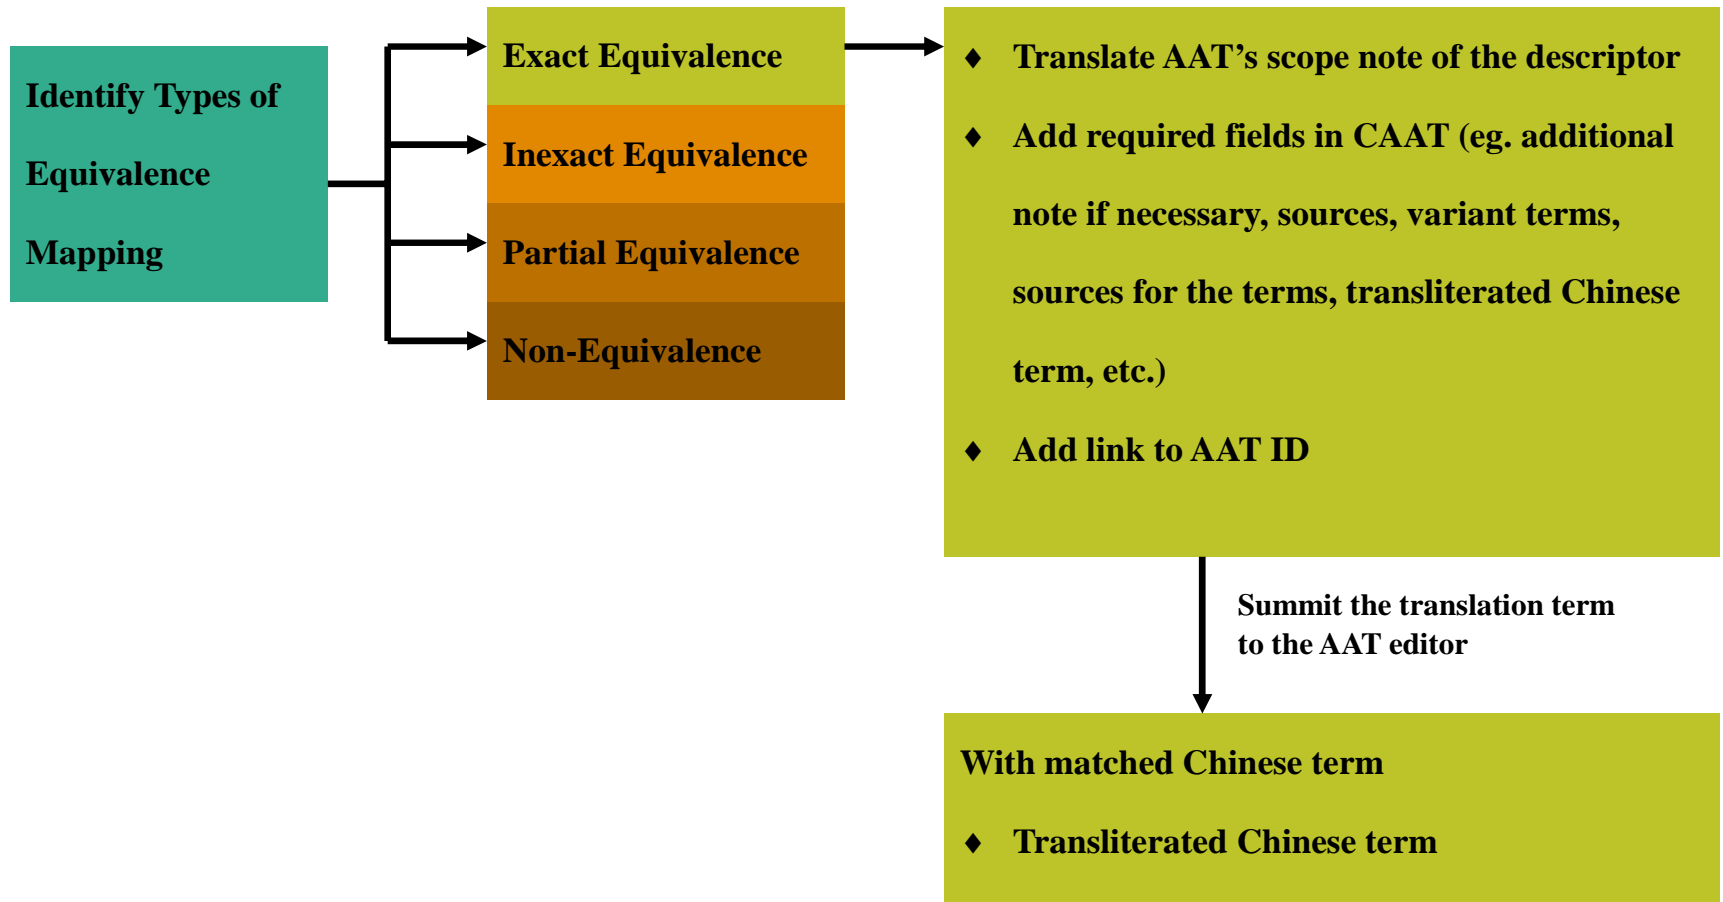 Identify Types of
Equivalence
Mapping
Exact Equivalence
Inexact Equivalence
Partial Equivalence
Non-Equivalence
♦ Translate AAT’s scope note of the descriptor
♦ Add required fields in CAAT (eg. additional
note if necessary, sources, variant terms,
sources for the terms, transliterated Chinese
term, etc.)
♦ Add link to AAT ID
Summit the translation term
to the AAT editor
With matched Chinese term
♦ Transliterated Chinese term